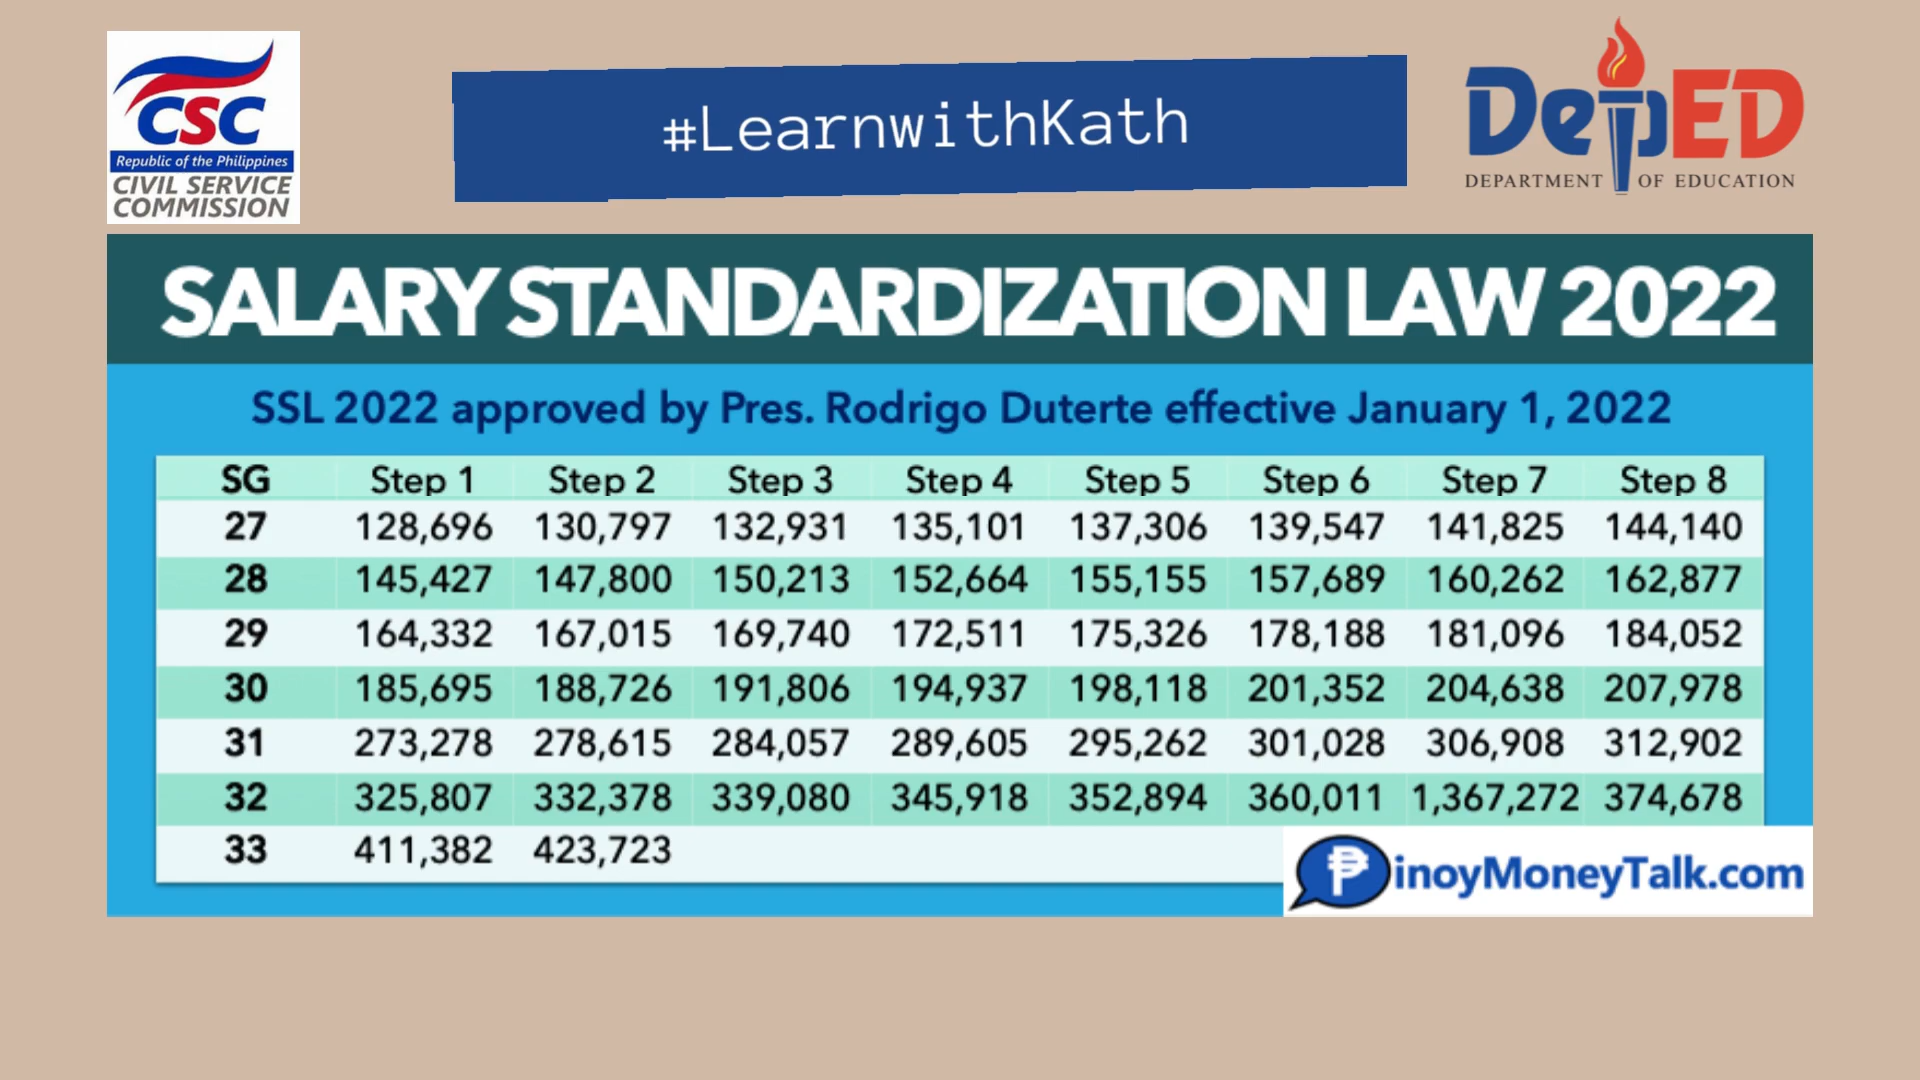 CSC
Republic of the Philippines
CIVIL SERVICE
COMMISSION
#LearnwithKath
DepED
DEPARTMENT OF EDUCATION
SALARY STANDARDIZATION LAW 2022
SSL 2022 approved by Pres. Rodrigo Duterte effective January 1, 2022
SG Step 1 Step 2 Step 3 Step 4 Step 5 Step 6 Step 7 Step 8
27 128,696 130,797 132,931 135,101 137,306 139,547 141,825 144,140
28 145,427 147,800 150,213 152,664 155,155 157,689 160,262 162,877
29 164,332 167,015 169,740 172,511 175,326 178,188 181,096 184,052
30 185,695 188,726 191,806 194,937 198,118 201,352 204,638 207,978
31 273,278 278,615 284,057 289,605 295,262 301,028 306,908 312,902
32 325,807 332,378 339,080 345,918 352,894 360,011 1,367,272 374,678
33 411,382 423,723
₱inoyMoneyTalk.com